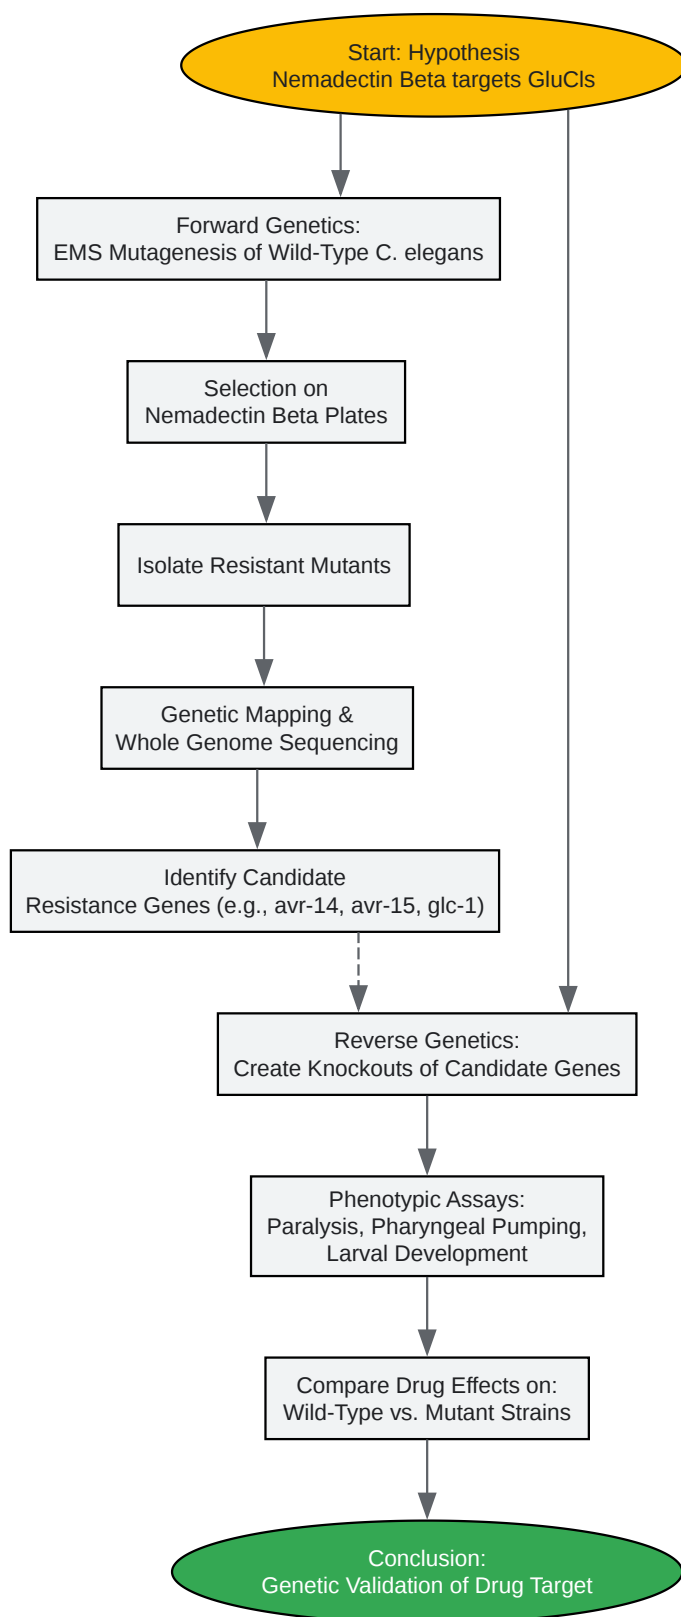 Start: Hypothesis
Nemadectin Beta targets GluCls
Forward Genetics:
EMS Mutagenesis of Wild-Type C. elegans
Selection on
Nemadectin Beta Plates
Isolate Resistant Mutants
Genetic Mapping &
Whole Genome Sequencing
Identify Candidate
Resistance Genes (e.g., avr-14, avr-15, glc-1)
Reverse Genetics:
Create Knockouts of Candidate Genes
Phenotypic Assays:
Paralysis, Pharyngeal Pumping,
Larval Development
Compare Drug Effects on:
Wild-Type vs. Mutant Strains
Conclusion:
Genetic Validation of Drug Target